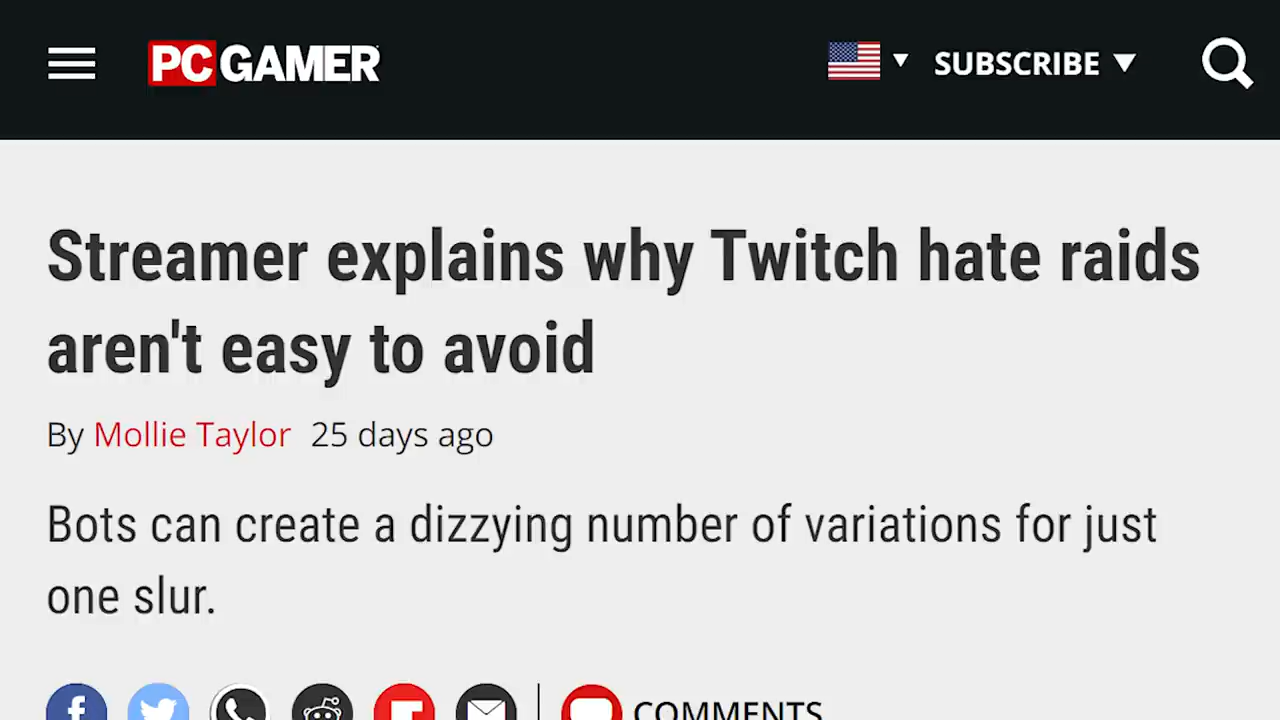 PC GAMER
SUBSCRIBE
Streamer explains why Twitch hate raids
aren't easy to avoid
By Mollie Taylor 25 days ago
Bots can create a dizzying number of variations for just
one slur.
COMMENTS